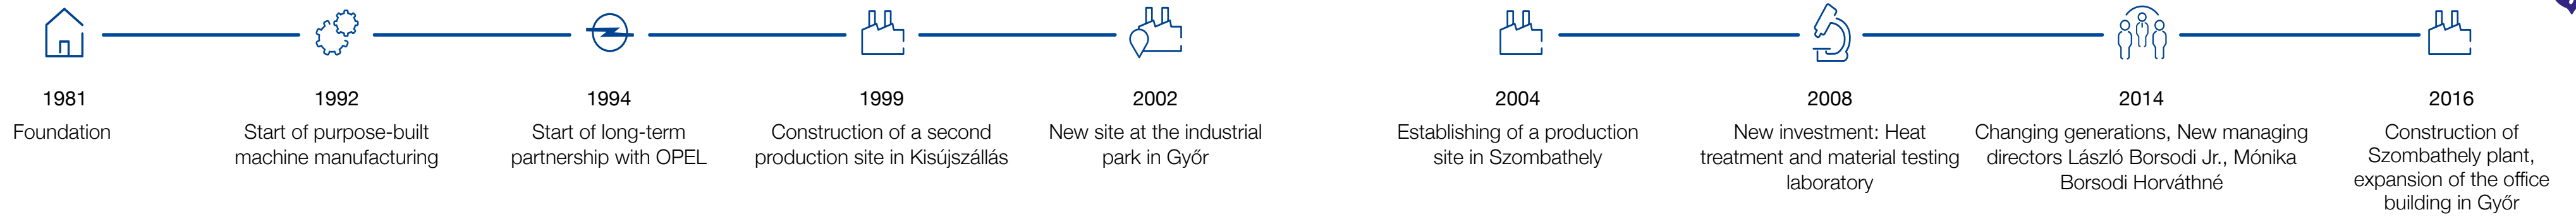 1981
Foundation
1992
Start of purpose-built
machine manufacturing
1994
Start of long-term
partnership with OPEL
1999
Construction of a second
production site in Kisújszállás
2002
New site at the industrial
park in Győr
2004
Establishing of a production
site in Szombathely
2008
New investment: Heat
treatment and material testing
laboratory
2014
Changing generations, New managing
directors László Borsodi Jr., Mónika
Borsodi Horváthné
2016
Construction of
Szombathely plant,
expansion of the office
building in Győr